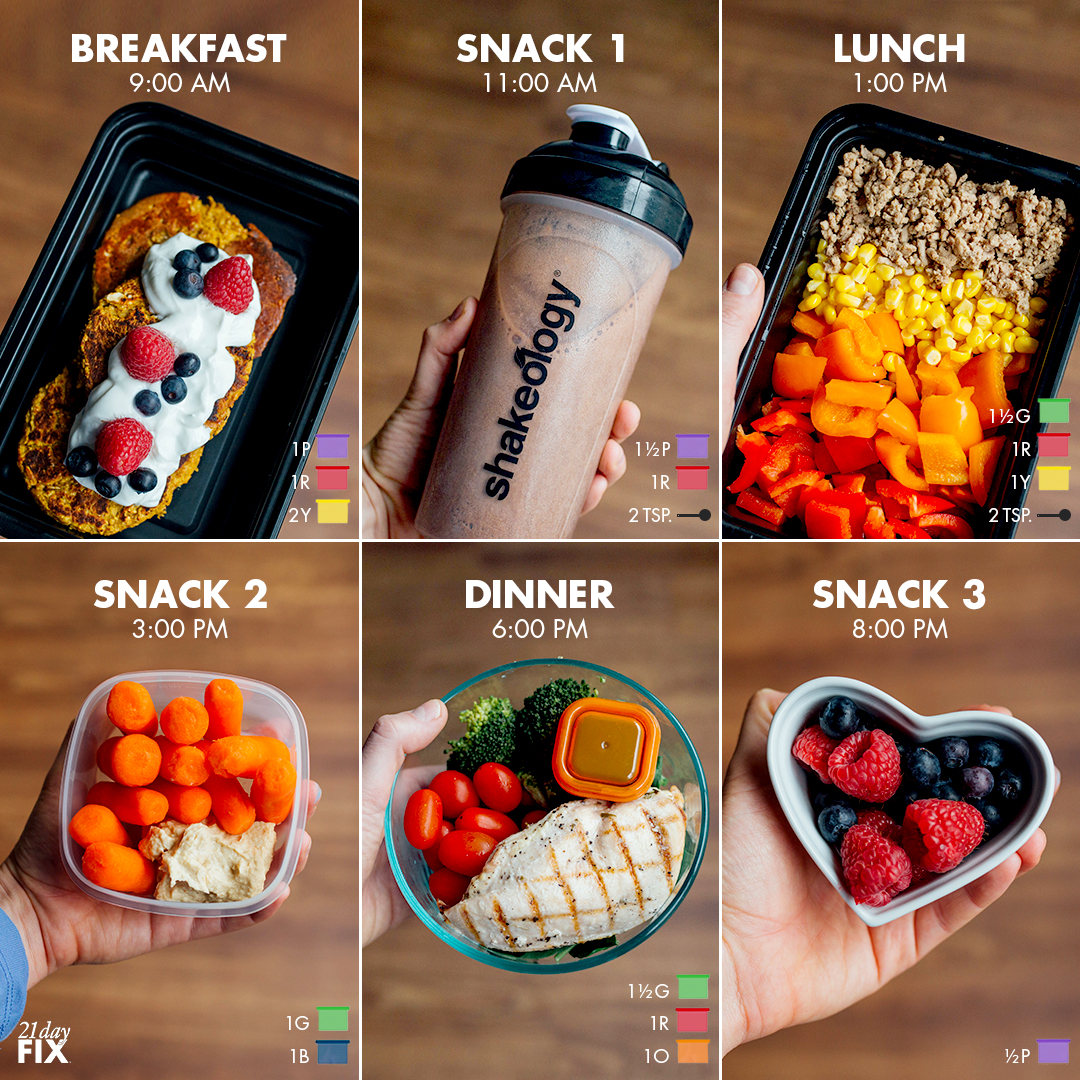 BREAKFAST
9:00 AM
1P
1R
2Y
SNACK 1
11:00 AM
shakeology®
1½P
1R
2 TSP.
LUNCH
1:00 PM
1½G
1R
1Y
2 TSP.
SNACK 2
3:00 PM
1G
1B
21 day
FIX
DINNER
6:00 PM
1½G
1R
1O
SNACK 3
8:00 PM
½P